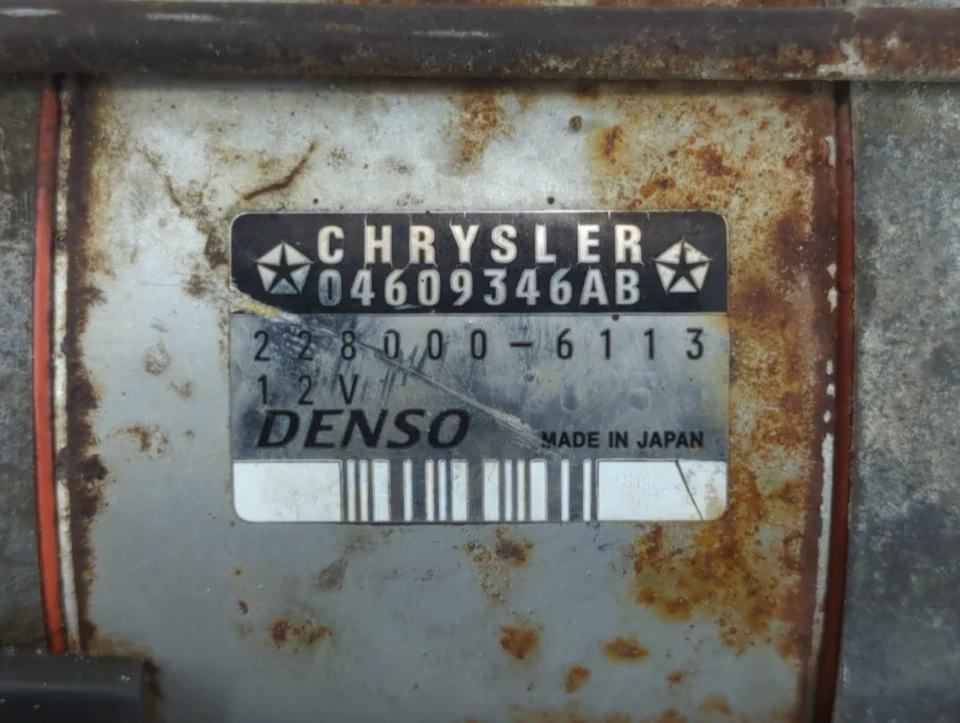 CHRYSLER
04609346AB
228000-6113
12V
DENSO
MADE IN JAPAN